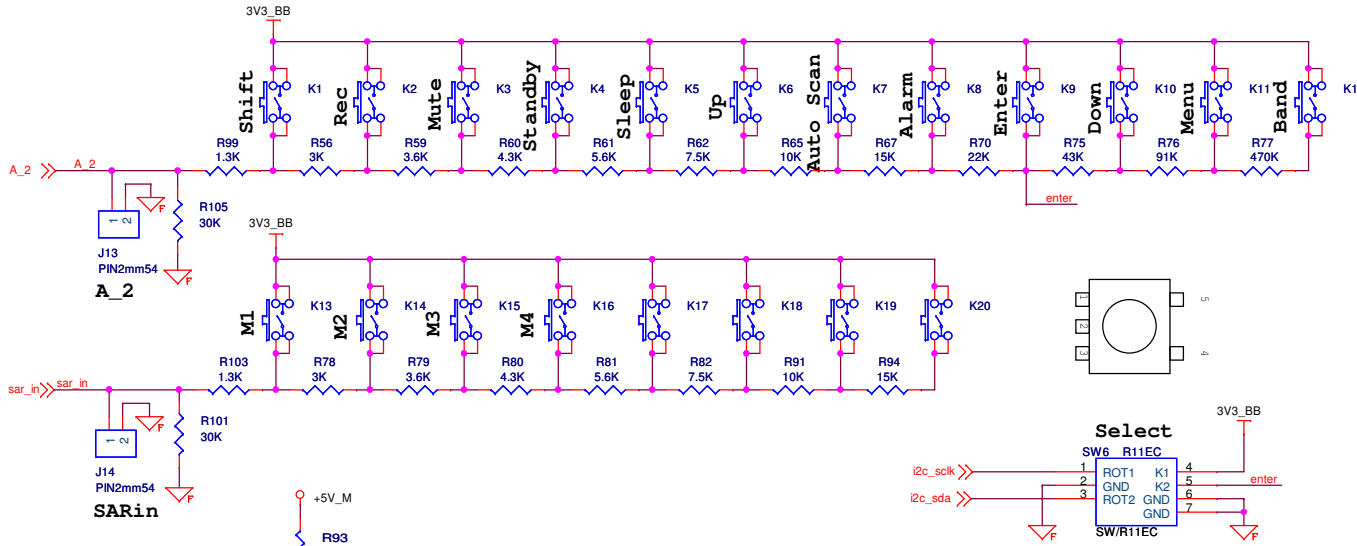 3V3_BB
Shift
K1
Rec
K2
Mute
K3
Standby
K4
Sleep
K5
Up
K6
Auto Scan
K7
Alarm
K8
Enter
K9
Down
K10
Menu
K11
Band
K1
R99
1.3K
R56
3K
R59
3.6K
R60
4.3K
R61
5.6K
R62
7.5K
R65
10K
R67
15K
R70
22K
R75
43K
R76
91K
R77
470K
A_2
A_2
enter
1
2
F
R105
30K
F
J13
PIN2mm54
A_2
3V3_BB
M1
K13
M2
K14
M3
K15
M4
K16
K17
K18
K19
K20
R103
1.3K
R78
3K
R79
3.6K
R80
4.3K
R81
5.6K
R82
7.5K
R91
10K
R94
15K
sar_in
sar_in
1
2
F
R101
30K
F
J14
PIN2mm54
SARin
+5V_M
R93
1
2
3
5
4
3V3_BB
Select
SW6 R11EC
i2c_sclk
1 ROT1 K1 4
2 GND K2 5
enter
i2c_sda
3 ROT2 GND 6
GND 7
SW/R11EC
F
F